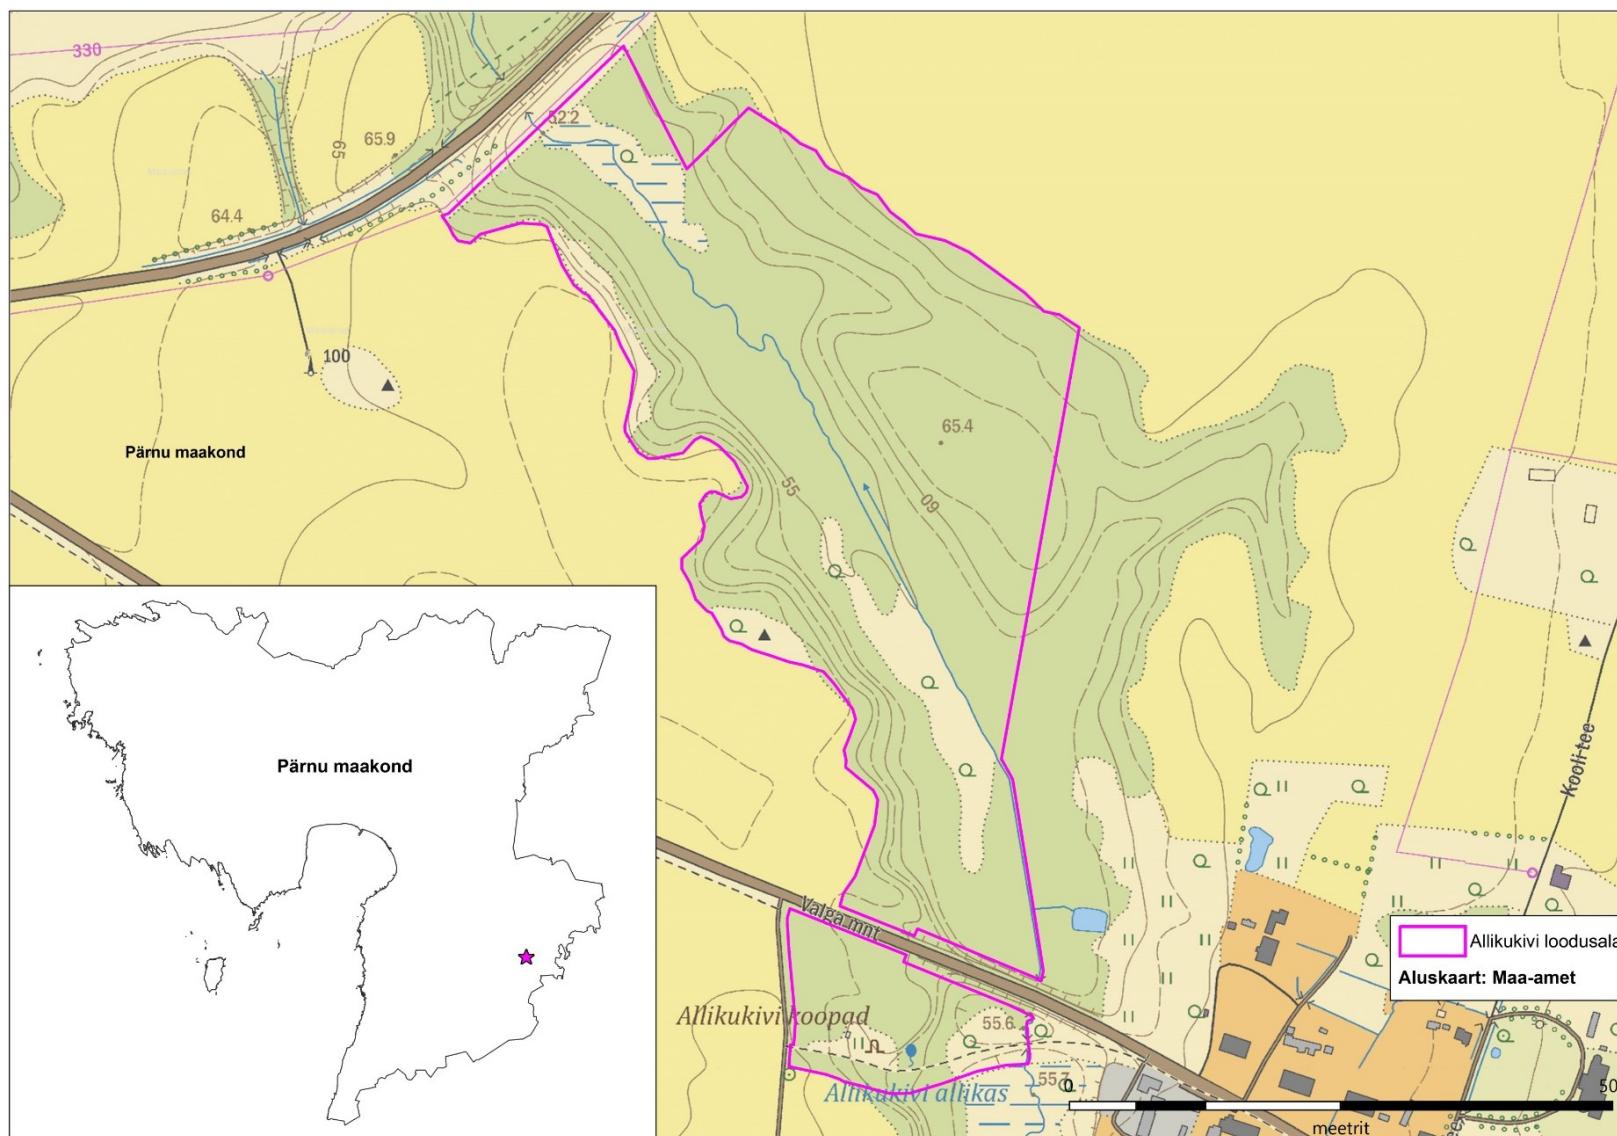 330
52.2
65.9
65
64.4
100
65.4
Pärnu maakond
55
60
Kooli tee
Pärnu maakond
Valga mnt
Allikukivi loodusala
Aluskaart: Maa-amet
Allikukivi koopad
55.6
55.7
0
50
Allikukivi allikas
meetrit